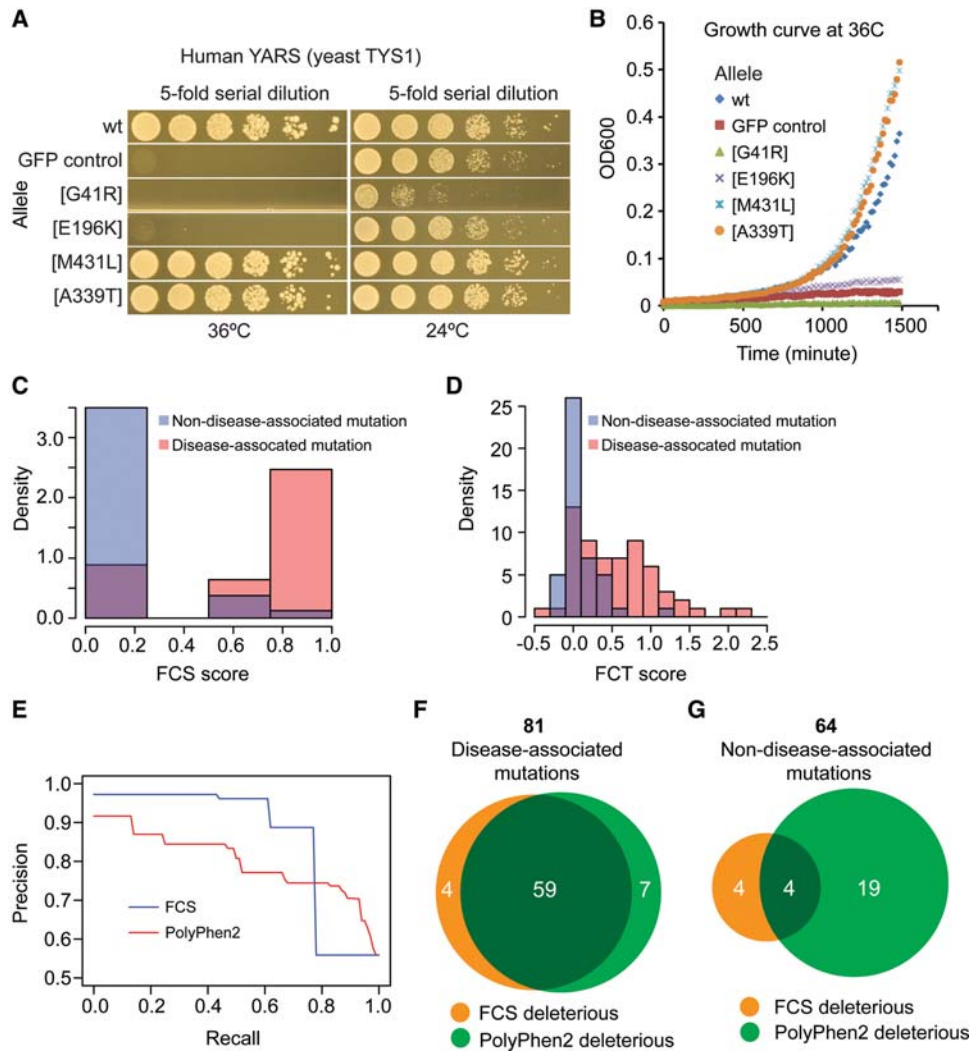 A
Human YARS (yeast TYS1)
5-fold serial dilution
5-fold serial dilution
Allele
wt
GFP control
[G41R]
[E196K]
[M431L]
[A339T]
36ºC
24ºC
B
Growth curve at 36C
OD600
0.6
0.5
0.4
0.3
0.2
0.1
0
0
500
1000
1500
Time (minute)
Allele
wt
GFP control
[G41R]
[E196K]
[M431L]
[A339T]
C
Density
3.0
2.0
1.0
0.0
0.0
0.2
0.4
0.6
0.8
1.0
FCS score
Non-disease-associated mutation
Disease-assocated mutation
D
Density
25
20
15
10
5
0
-0.5
0.0
0.5
1.0
1.5
2.0
2.5
FCT score
Non-disease-associated mutation
Disease-assocated mutation
E
Precision
1.0
0.9
0.8
0.7
0.6
0.5
0.0
0.2
0.4
0.6
0.8
1.0
Recall
FCS
PolyPhen2
F
81
Disease-associated
mutations
4
59
7
FCS deleterious
PolyPhen2 deleterious
G
64
Non-disease-associated
mutations
4
4
19
FCS deleterious
PolyPhen2 deleterious